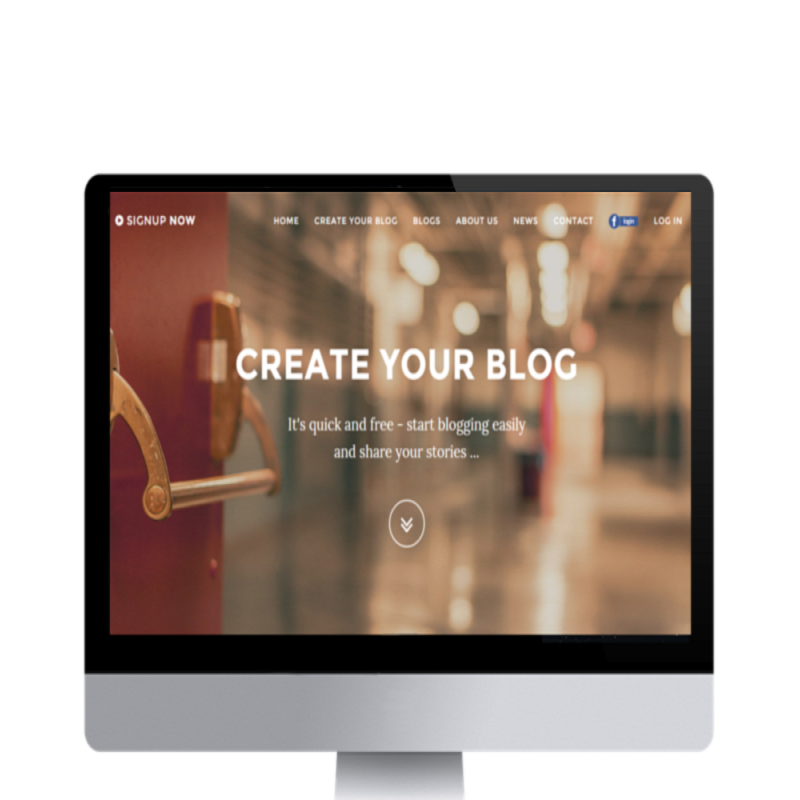 SIGNUP NOW
HOME CREATE YOUR BLOG BLOGS ABOUT US NEWS CONTACT login LOG IN
CREATE YOUR BLOG
It's quick and free - start blogging easily
and share your stories ...